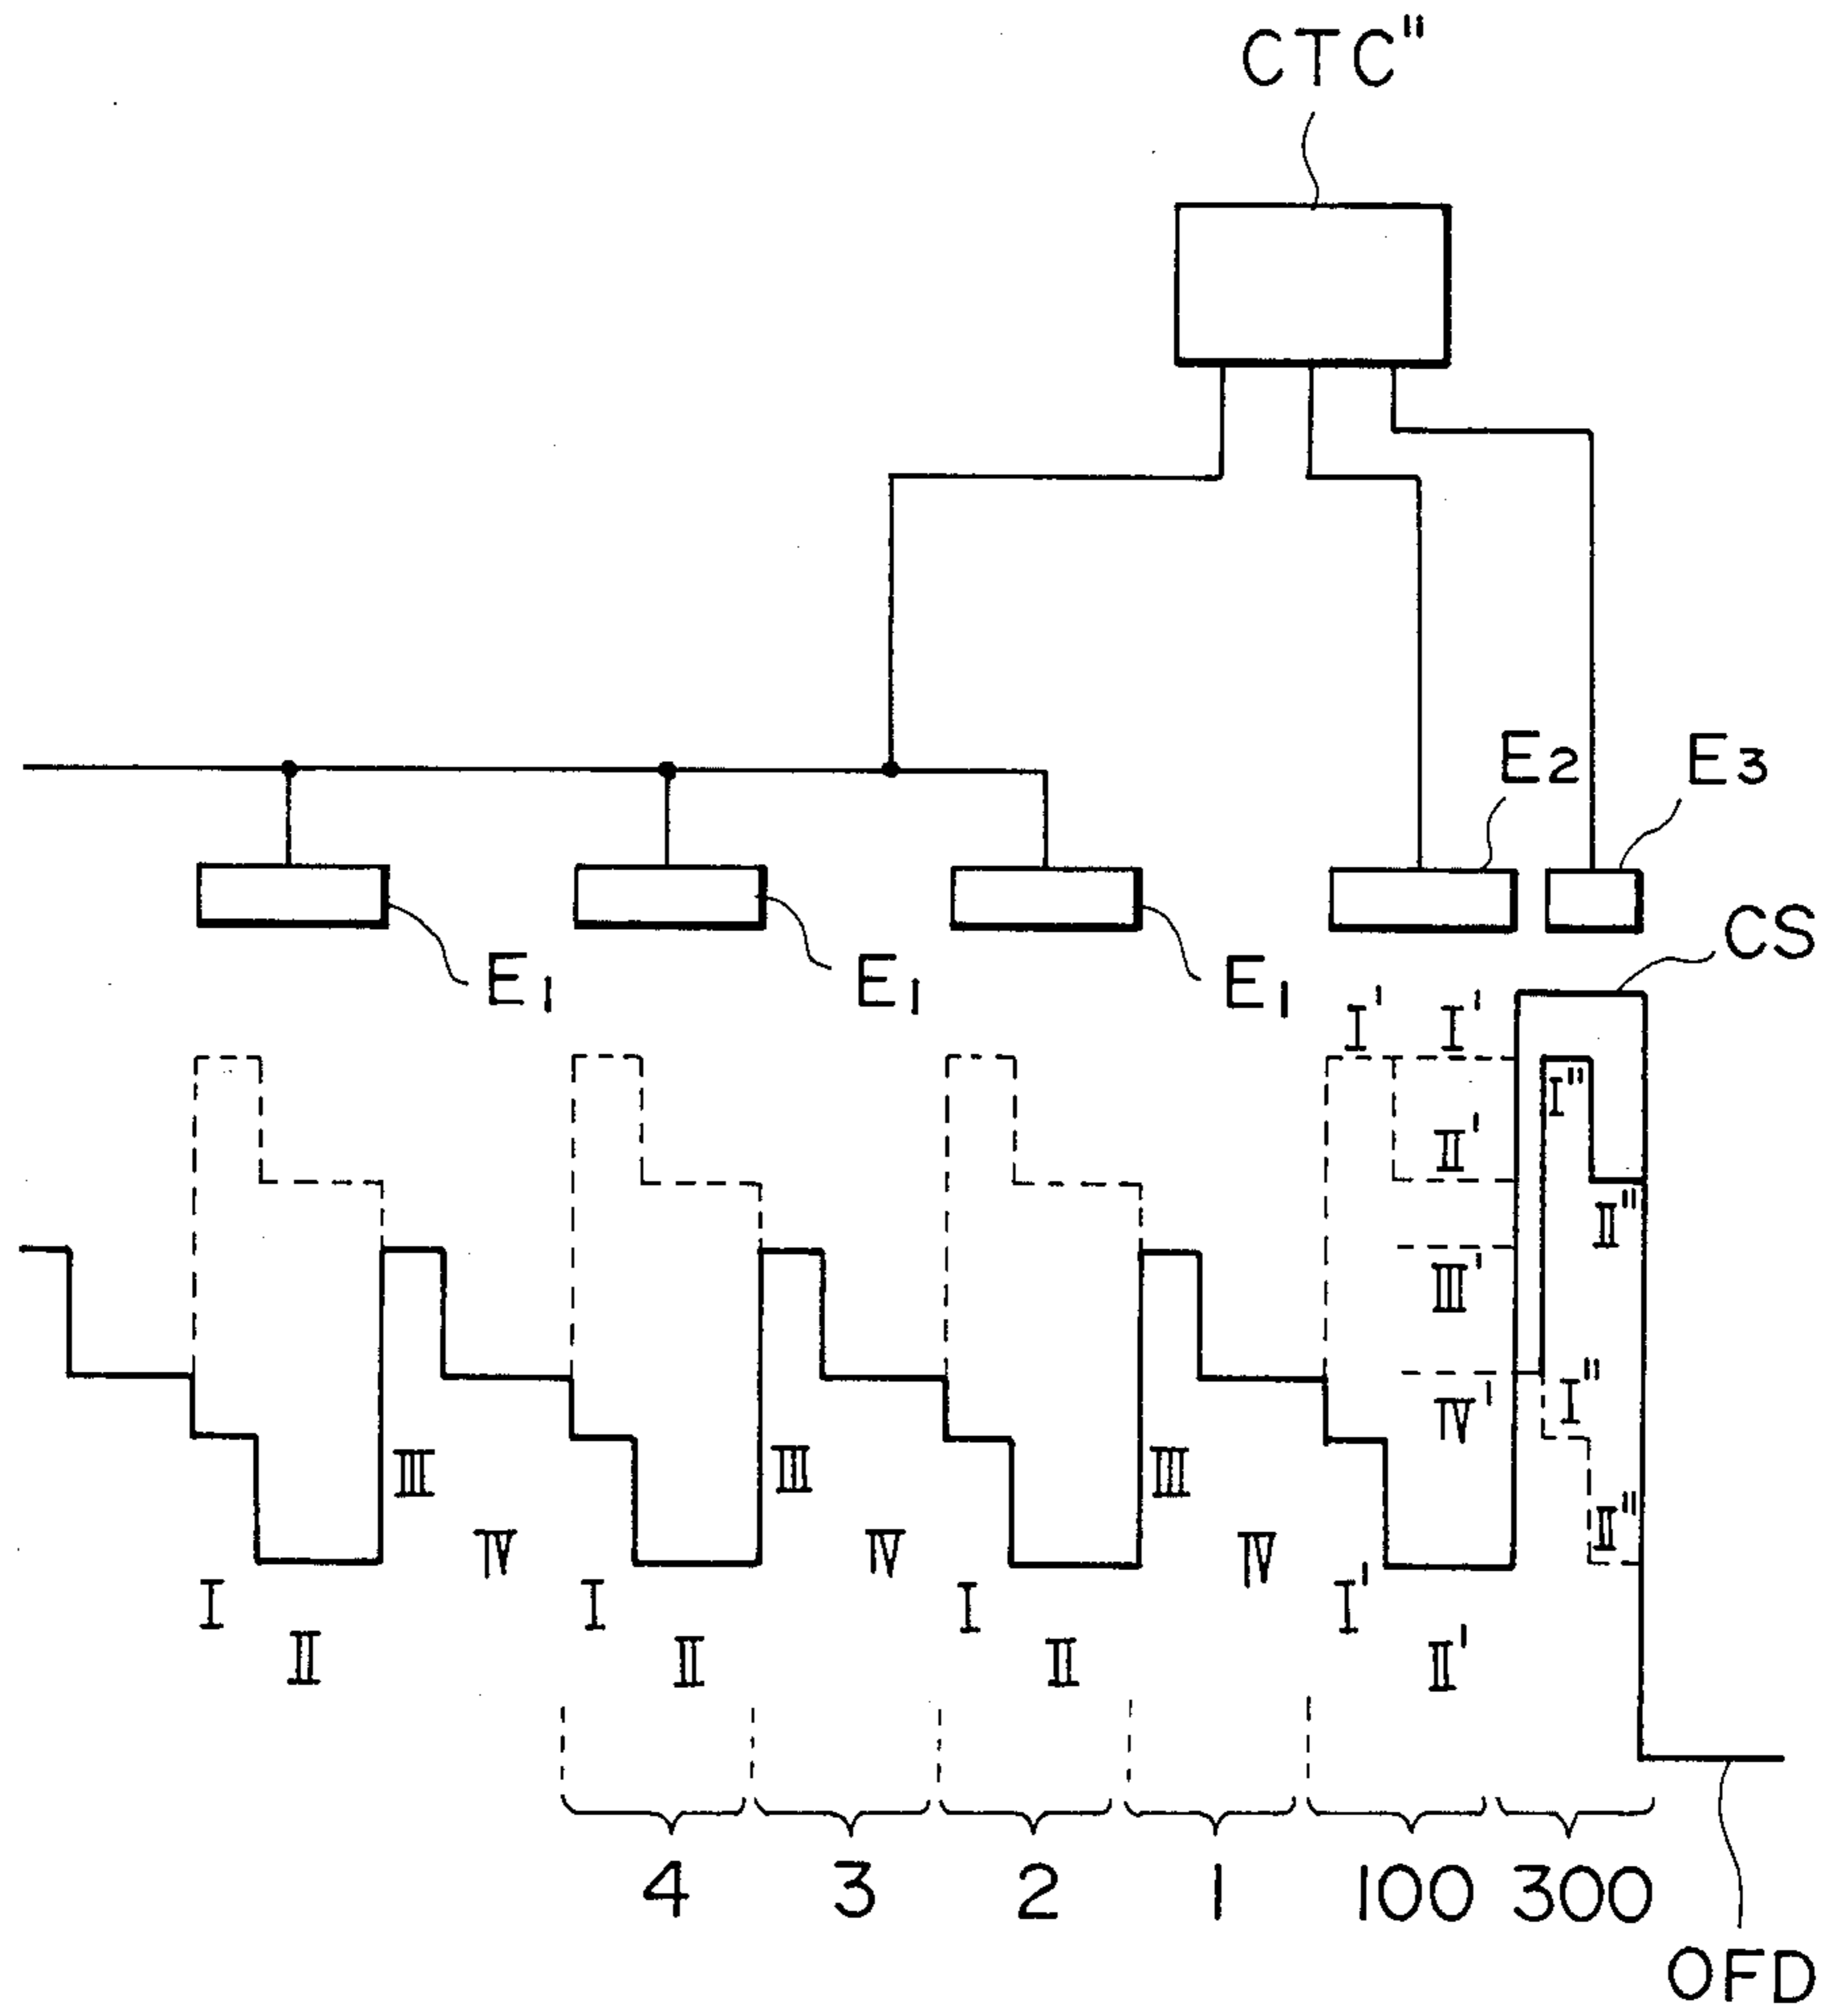 CTC"
E2 E3
CS
E1 E1 E1
I' I'
I"
II'
II"
III'
I"
IV'
III III III
II"
IV IV IV
I I I I'
II II II II'
4 3 2 1 100 300
OFD